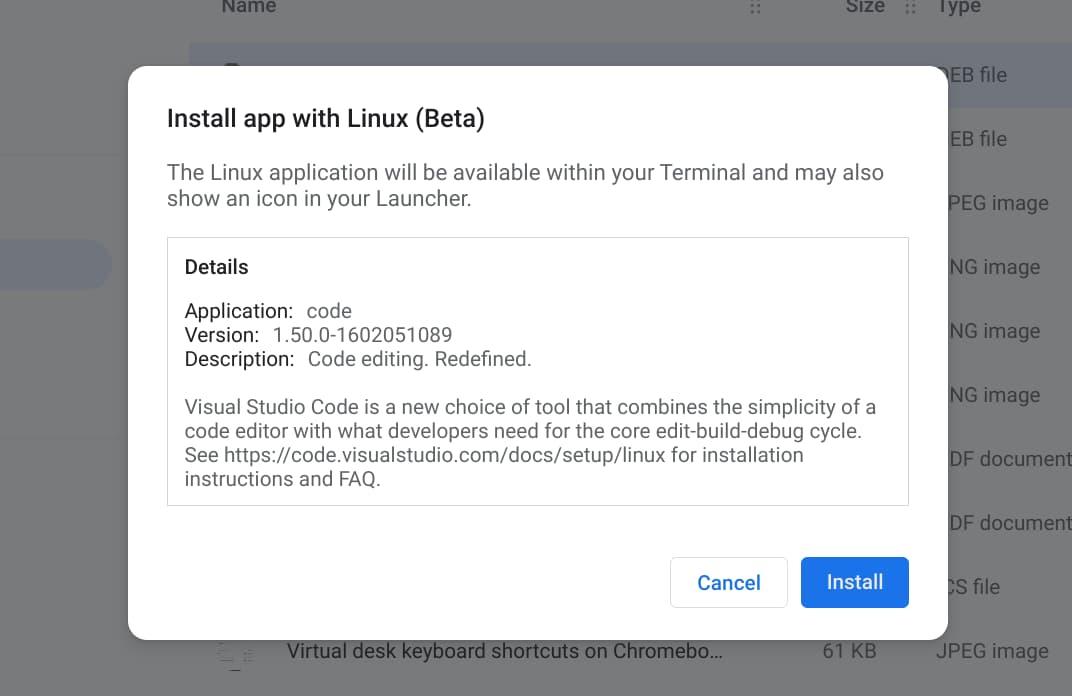 Name Size Type
Install app with Linux (Beta)
The Linux application will be available within your Terminal and may also
show an icon in your Launcher.
Details
Application: code
Version: 1.50.0-1602051089
Description: Code editing. Redefined.
Visual Studio Code is a new choice of tool that combines the simplicity of a
code editor with what developers need for the core edit-build-debug cycle.
See https://code.visualstudio.com/docs/setup/linux for installation
instructions and FAQ.
Cancel Install
DEB file
EB file
PEG image
NG image
NG image
NG image
DF document
DF document
CS file
Virtual desk keyboard shortcuts on Chromebo... 61 KB JPEG image